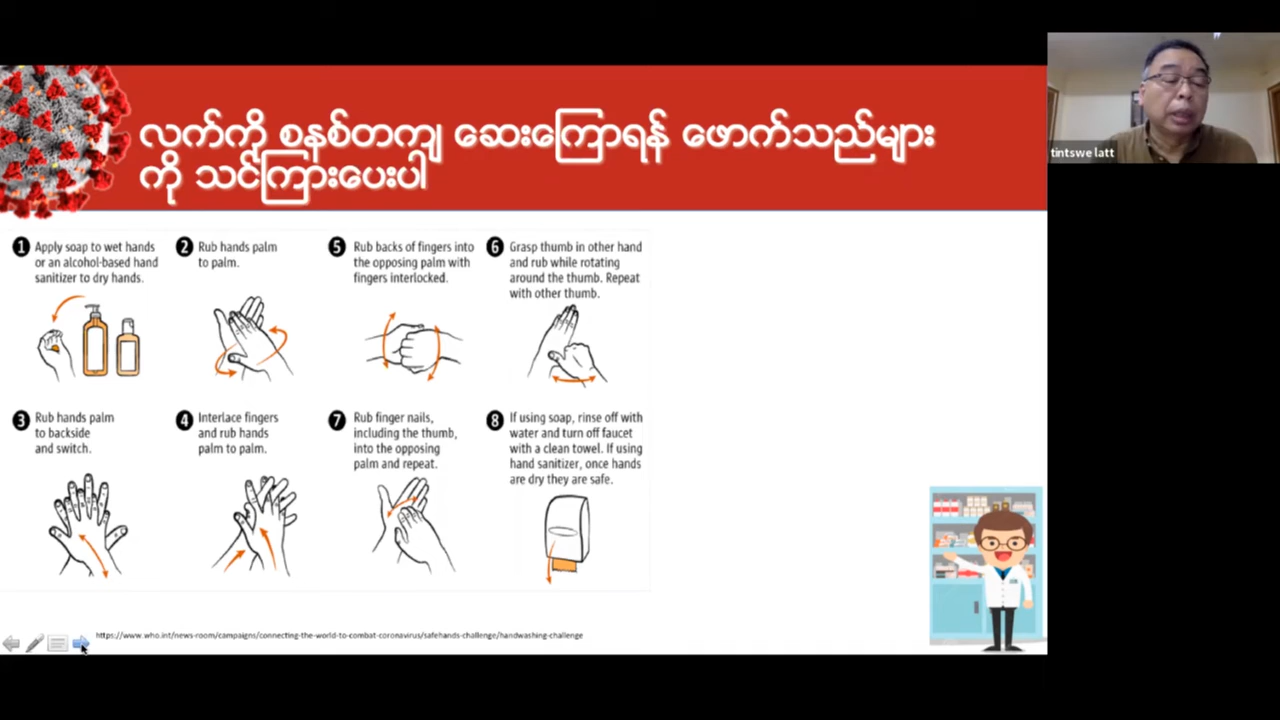 လက်ကို စနစ်တကျ ဆေးကြောရန် ဖောက်သည်များ
ကို သင်ကြားပေးပါ
tintswe latt
1 Apply soap to wet hands
or an alcohol-based hand
sanitizer to dry hands.
2 Rub hands palm
to palm.
5 Rub backs of fingers into
the opposing palm with
fingers interlocked.
6 Grasp thumb in other hand
and rub while rotating
around the thumb. Repeat
with other thumb.
3 Rub hands palm
to backside
and switch.
4 Interlace fingers
and rub hands
palm to palm.
7 Rub finger nails,
including the thumb,
into the opposing
palm and repeat.
8 If using soap, rinse off with
water and turn off faucet
with a clean towel. If using
hand sanitizer, once hands
are dry they are safe.
https://www.who.int/news-room/campaigns/connecting-the-world-to-combat-coronavirus/safehands-challenge/handwashing-challenge